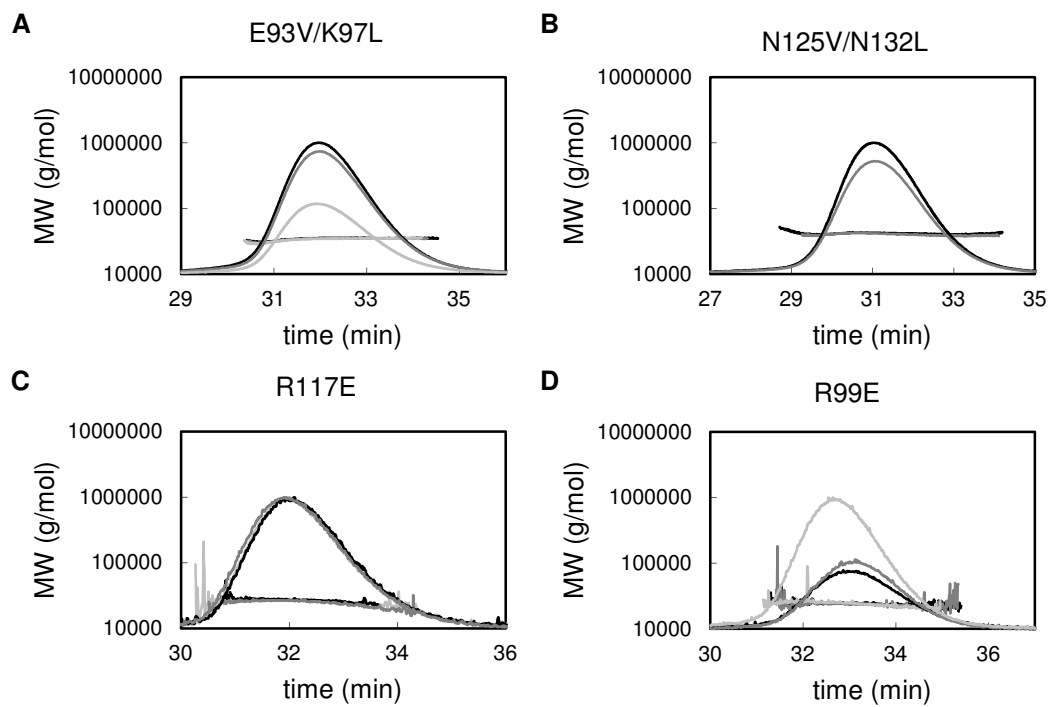 A
E93V/K97L
MW (g/mol)
10000000
1000000
100000
10000
29 31 33 35
time (min)
B
N125V/N132L
MW (g/mol)
10000000
1000000
100000
10000
27 29 31 33 35
time (min)
C
R117E
MW (g/mol)
10000000
1000000
100000
10000
30 32 34 36
time (min)
D
R99E
MW (g/mol)
10000000
1000000
100000
10000
30 32 34 36
time (min)